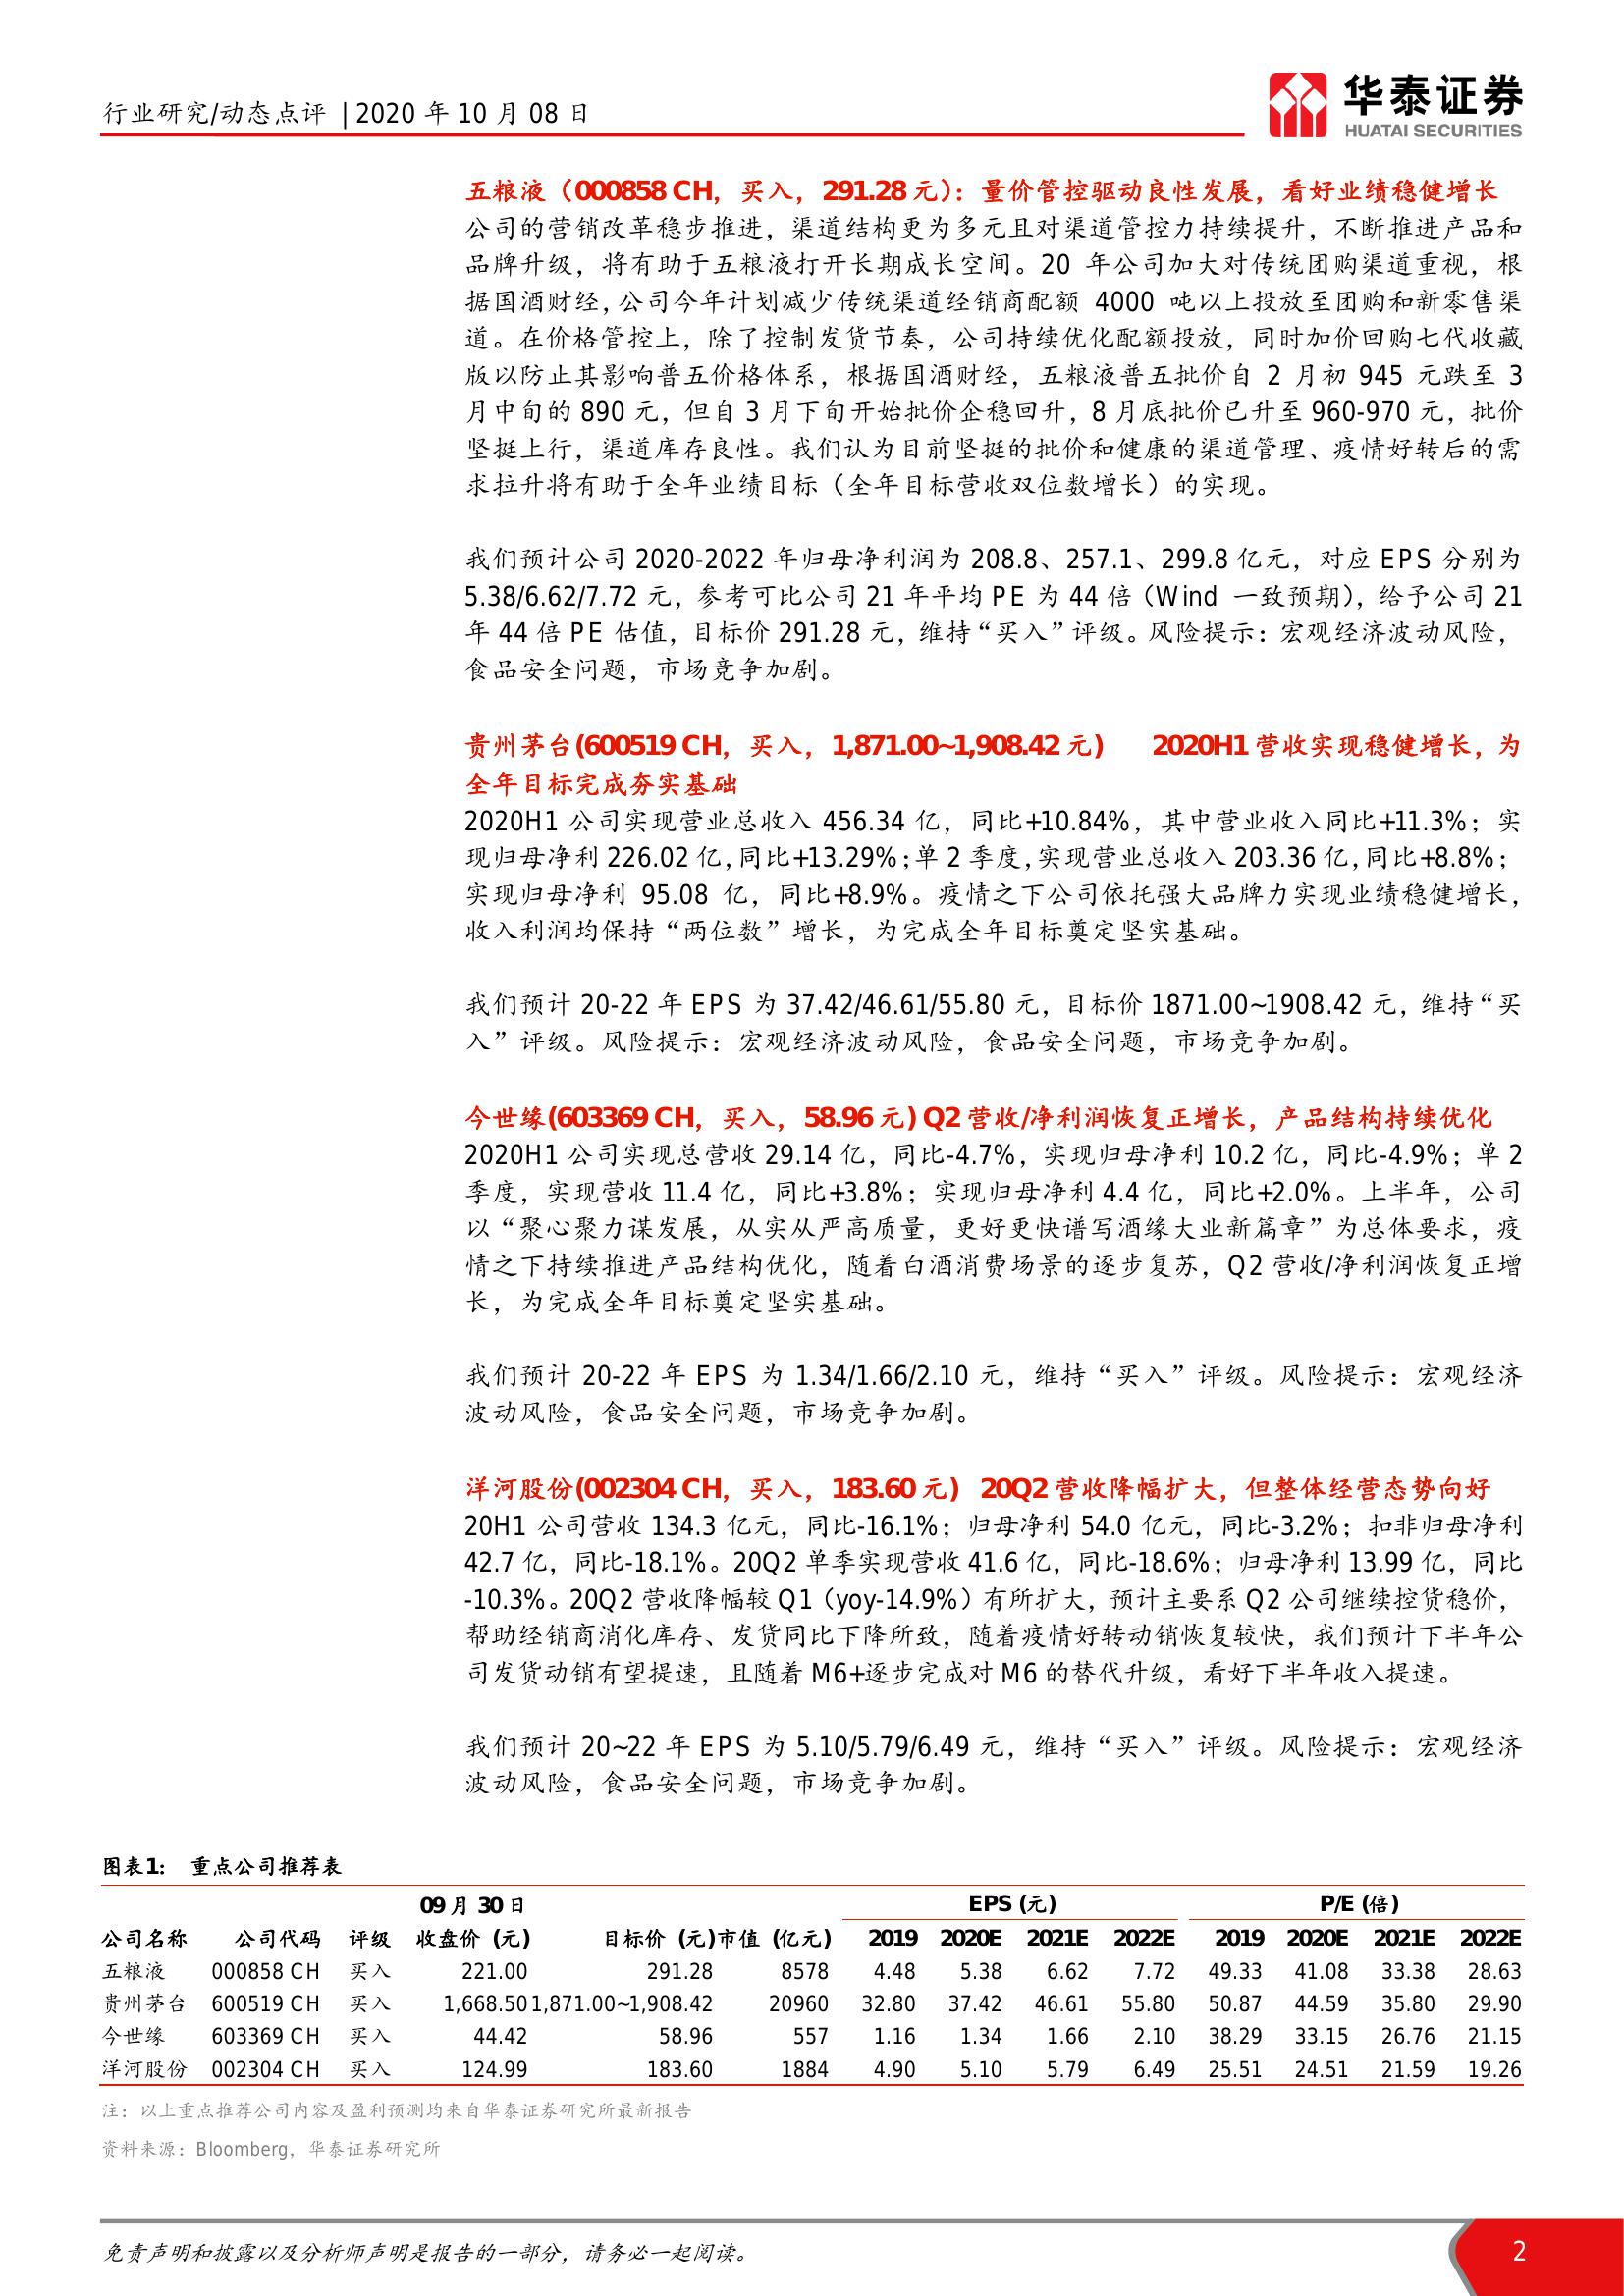 行业研究/动态点评 | 2020 年 10 月 08 日
华泰证券
HUATAI SECURITIES
五粮液（000858 CH，买入，291.28 元）：量价管控驱动良性发展，看好业绩稳健增长
公司的营销改革稳步推进，渠道结构更为多元且对渠道管控力持续提升，不断推进产品和
品牌升级，将有助于五粮液打开长期成长空间。20 年公司加大对传统团购渠道重视，根
据国酒财经，公司今年计划减少传统渠道经销商配额 4000 吨以上投放至团购和新零售渠
道。在价格管控上，除了控制发货节奏，公司持续优化配额投放，同时加价回购七代收藏
版以防止其影响普五价格体系，根据国酒财经，五粮液普五批价自 2 月初 945 元跌至 3
月中旬的 890 元，但自 3 月下旬开始批价企稳回升，8 月底批价已升至 960-970 元，批价
坚挺上行，渠道库存良性。我们认为目前坚挺的批价和健康的渠道管理、疫情好转后的需
求拉升将有助于全年业绩目标（全年目标营收双位数增长）的实现。
我们预计公司 2020-2022 年归母净利润为 208.8、257.1、299.8 亿元，对应 EPS 分别为
5.38/6.62/7.72 元，参考可比公司 21 年平均 PE 为 44 倍（Wind 一致预期），给予公司 21
年 44 倍 PE 估值，目标价 291.28 元，维持“买入”评级。风险提示：宏观经济波动风险，
食品安全问题，市场竞争加剧。
贵州茅台(600519 CH，买入，1,871.00~1,908.42 元) 2020H1 营收实现稳健增长，为
全年目标完成夯实基础
2020H1 公司实现营业总收入 456.34 亿，同比+10.84%，其中营业收入同比+11.3%；实
现归母净利 226.02 亿，同比+13.29%；单 2 季度，实现营业总收入 203.36 亿，同比+8.8%；
实现归母净利 95.08 亿，同比+8.9%。疫情之下公司依托强大品牌力实现业绩稳健增长，
收入利润均保持“两位数”增长，为完成全年目标奠定坚实基础。
我们预计 20-22 年 EPS 为 37.42/46.61/55.80 元，目标价 1871.00~1908.42 元，维持“买
入”评级。风险提示：宏观经济波动风险，食品安全问题，市场竞争加剧。
今世缘(603369 CH，买入，58.96 元) Q2 营收/净利润恢复正增长，产品结构持续优化
2020H1 公司实现总营收 29.14 亿，同比-4.7%，实现归母净利 10.2 亿，同比-4.9%；单 2
季度，实现营收 11.4 亿，同比+3.8%；实现归母净利 4.4 亿，同比+2.0%。上半年，公司
以“聚心聚力谋发展，从实从严高质量，更好更快谱写酒缘大业新篇章”为总体要求，疫
情之下持续推进产品结构优化，随着白酒消费场景的逐步复苏，Q2 营收/净利润恢复正增
长，为完成全年目标奠定坚实基础。
我们预计 20-22 年 EPS 为 1.34/1.66/2.10 元，维持“买入”评级。风险提示：宏观经济
波动风险，食品安全问题，市场竞争加剧。
洋河股份(002304 CH，买入，183.60 元) 20Q2 营收降幅扩大，但整体经营态势向好
20H1 公司营收 134.3 亿元，同比-16.1%；归母净利 54.0 亿元，同比-3.2%；扣非归母净利
42.7 亿，同比-18.1%。20Q2 单季实现营收 41.6 亿，同比-18.6%；归母净利 13.99 亿，同比
-10.3%。20Q2 营收降幅较 Q1（yoy-14.9%）有所扩大，预计主要系 Q2 公司继续控货稳价，
帮助经销商消化库存、发货同比下降所致，随着疫情好转动销恢复较快，我们预计下半年公
司发货动销有望提速，且随着 M6+逐步完成对 M6 的替代升级，看好下半年收入提速。
我们预计 20~22 年 EPS 为 5.10/5.79/6.49 元，维持“买入”评级。风险提示：宏观经济
波动风险，食品安全问题，市场竞争加剧。
图表1： 重点公司推荐表
09 月 30 日 EPS (元) P/E (倍)
公司名称 公司代码 评级 收盘价 (元) 目标价 (元) 市值 (亿元) 2019 2020E 2021E 2022E 2019 2020E 2021E 2022E
五粮液 000858 CH 买入 221.00 291.28 8578 4.48 5.38 6.62 7.72 49.33 41.08 33.38 28.63
贵州茅台 600519 CH 买入 1,668.50 1,871.00~1,908.42 20960 32.80 37.42 46.61 55.80 50.87 44.59 35.80 29.90
今世缘 603369 CH 买入 44.42 58.96 557 1.16 1.34 1.66 2.10 38.29 33.15 26.76 21.15
洋河股份 002304 CH 买入 124.99 183.60 1884 4.90 5.10 5.79 6.49 25.51 24.51 21.59 19.26
注：以上重点推荐公司内容及盈利预测均来自华泰证券研究所最新报告
资料来源：Bloomberg，华泰证券研究所
免责声明和披露以及分析师声明是报告的一部分，请务必一起阅读。
2